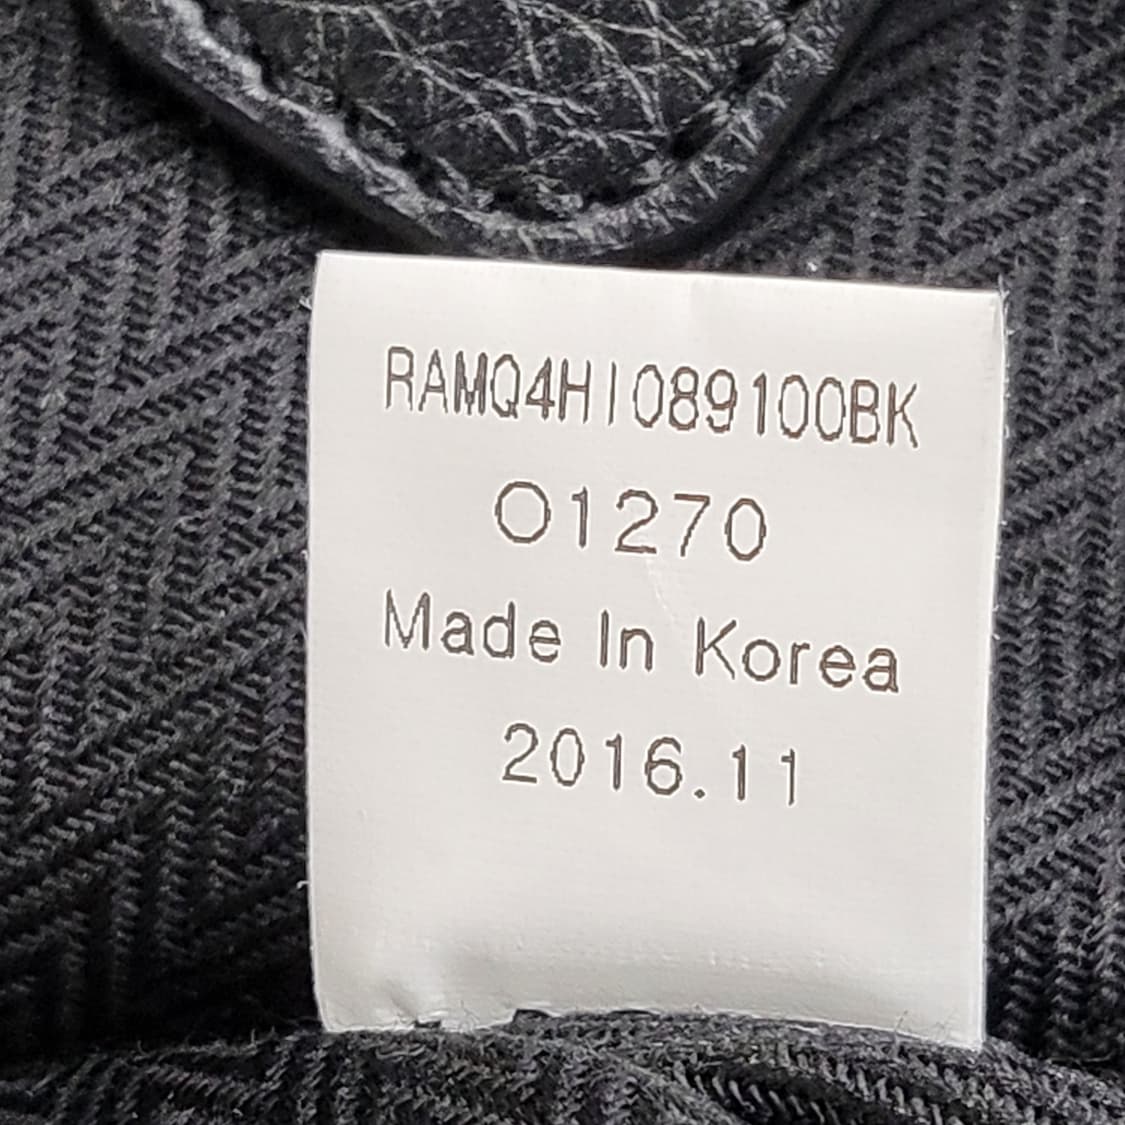 RAMQ4HI089100BK
O1270
Made In Korea
2016.11